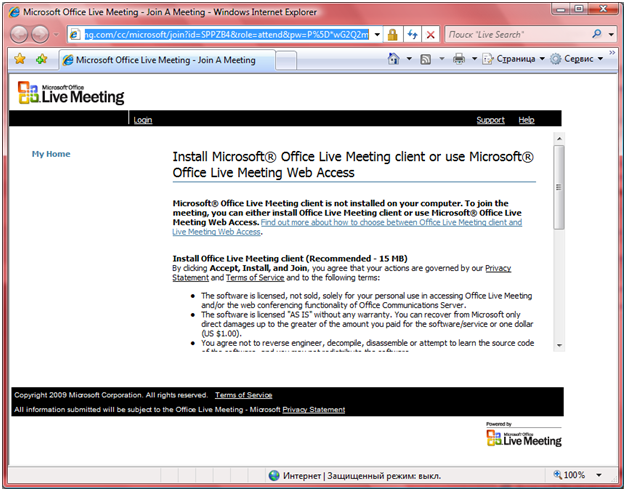 Microsoft Office Live Meeting - Join A Meeting - Windows Internet Explorer
ng.com/cc/microsoft/join?id=SPPZB4&role=attend&pw=P%5D*wG2Q2m
Поиск "Live Search"
Microsoft Office Live Meeting - Join A Meeting
Страница
Сервис
Microsoft Office
Live Meeting
Login
Support
Help
My Home
Install Microsoft® Office Live Meeting client or use Microsoft®
Office Live Meeting Web Access
Microsoft® Office Live Meeting client is not installed on your computer. To join the
meeting, you can either install Office Live Meeting client or use Microsoft® Office Live
Meeting Web Access. Find out more about how to choose between Office Live Meeting client and
Live Meeting Web Access.
Install Office Live Meeting client (Recommended - 15 MB)
By clicking Accept, Install, and Join, you agree that your actions are governed by our Privacy
Statement and Terms of Service and to the following terms:
• The software is licensed, not sold, solely for your personal use in accessing Office Live Meeting
and/or the web conferencing functionality of Office Communications Server.
• The software is licensed "AS IS" without any warranty. You can recover from Microsoft only
direct damages up to the greater of the amount you paid for the software/service or one dollar
(US $1.00).
• You agree not to reverse engineer, decompile, disassemble or attempt to learn the source code
of the software, and you may not redistribute the software.
Copyright 2009 Microsoft Corporation. All rights reserved. Terms of Service
All information submitted will be subject to the Office Live Meeting - Microsoft Privacy Statement
Powered by
Microsoft Office
Live Meeting
Интернет | Защищенный режим: выкл.
100%